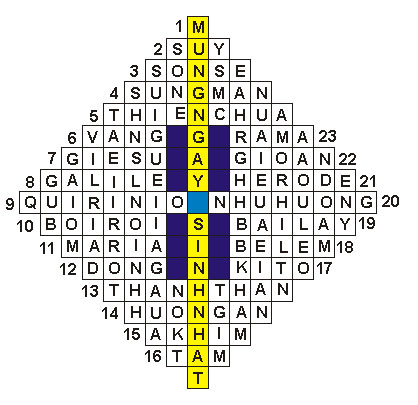 1 M
2 S U Y
3 S O N S E
4 S U N G M A N
5 T H I E N C H U A
6 V A N G G R A M A 23
7 G I E S U A G I O A N 22
8 G A L I L E Y H E R O D E 21
9 Q U I R I N I O N H U H U O N G 20
10 B O I R O I S B A I L A Y 19
11 M A R I A I B E L E M 18
12 D O N G N K I T O 17
13 T H A N H T H A N
14 H U O N G A N
15 A K H I M
16 T A M
T